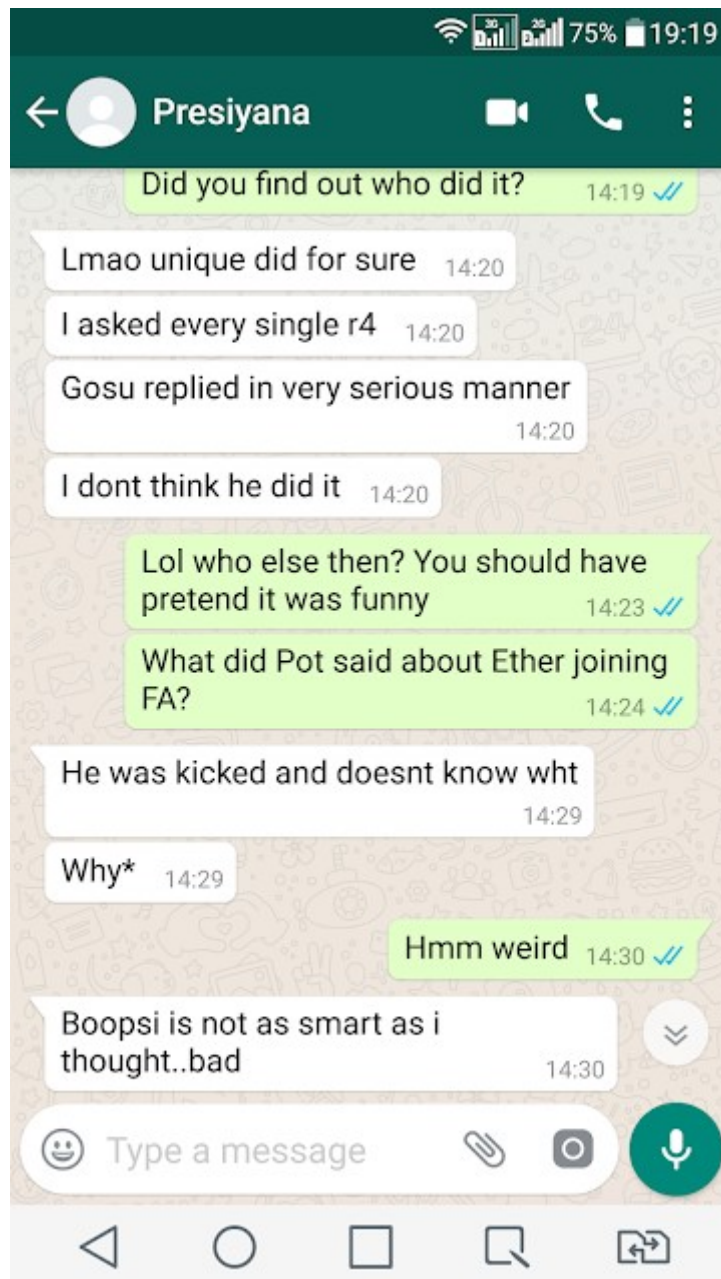 75% 19:19
Presiyana
Did you find out who did it? 14:19
Lmao unique did for sure 14:20
I asked every single r4 14:20
Gosu replied in very serious manner
14:20
I dont think he did it 14:20
Lol who else then? You should have
pretend it was funny 14:23
What did Pot said about Ether joining
FA? 14:24
He was kicked and doesnt know wht
14:29
Why* 14:29
Hmm weird 14:30
Boopsi is not as smart as i
thought..bad 14:30
Type a message